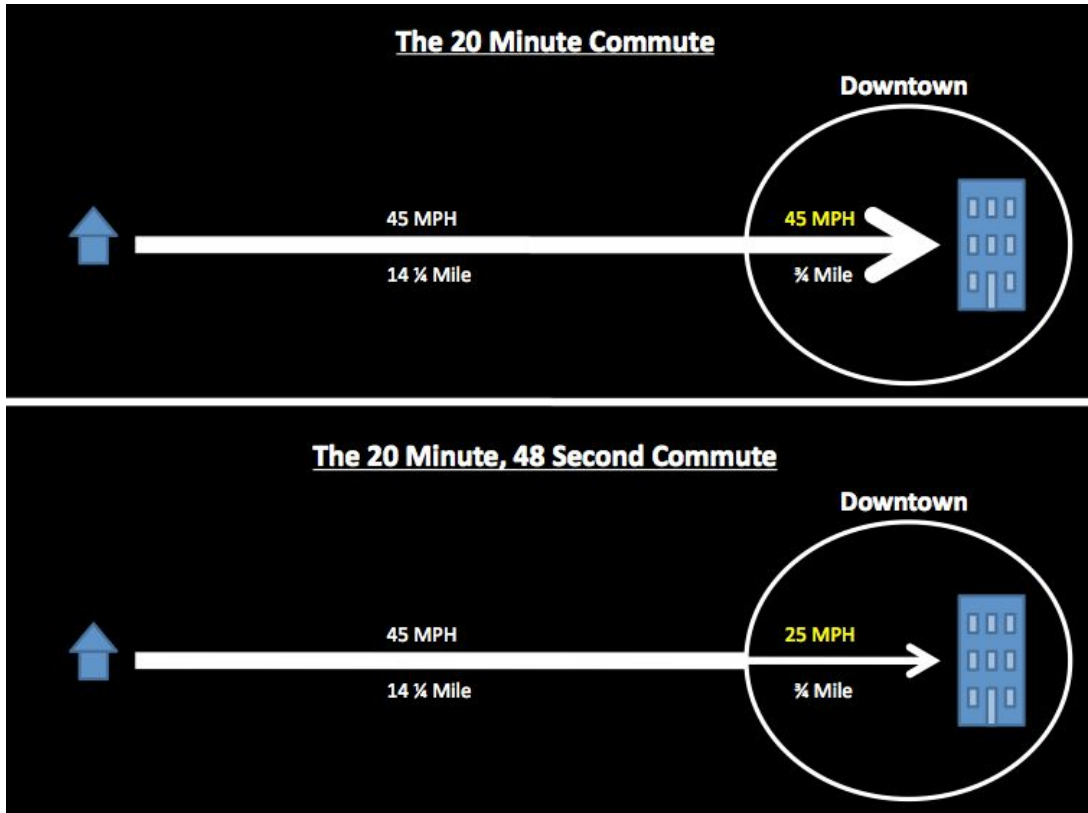 The 20 Minute Commute
Downtown
45 MPH
45 MPH
14 ¼ Mile
¾ Mile
The 20 Minute, 48 Second Commute
Downtown
45 MPH
25 MPH
14 ¼ Mile
¾ Mile